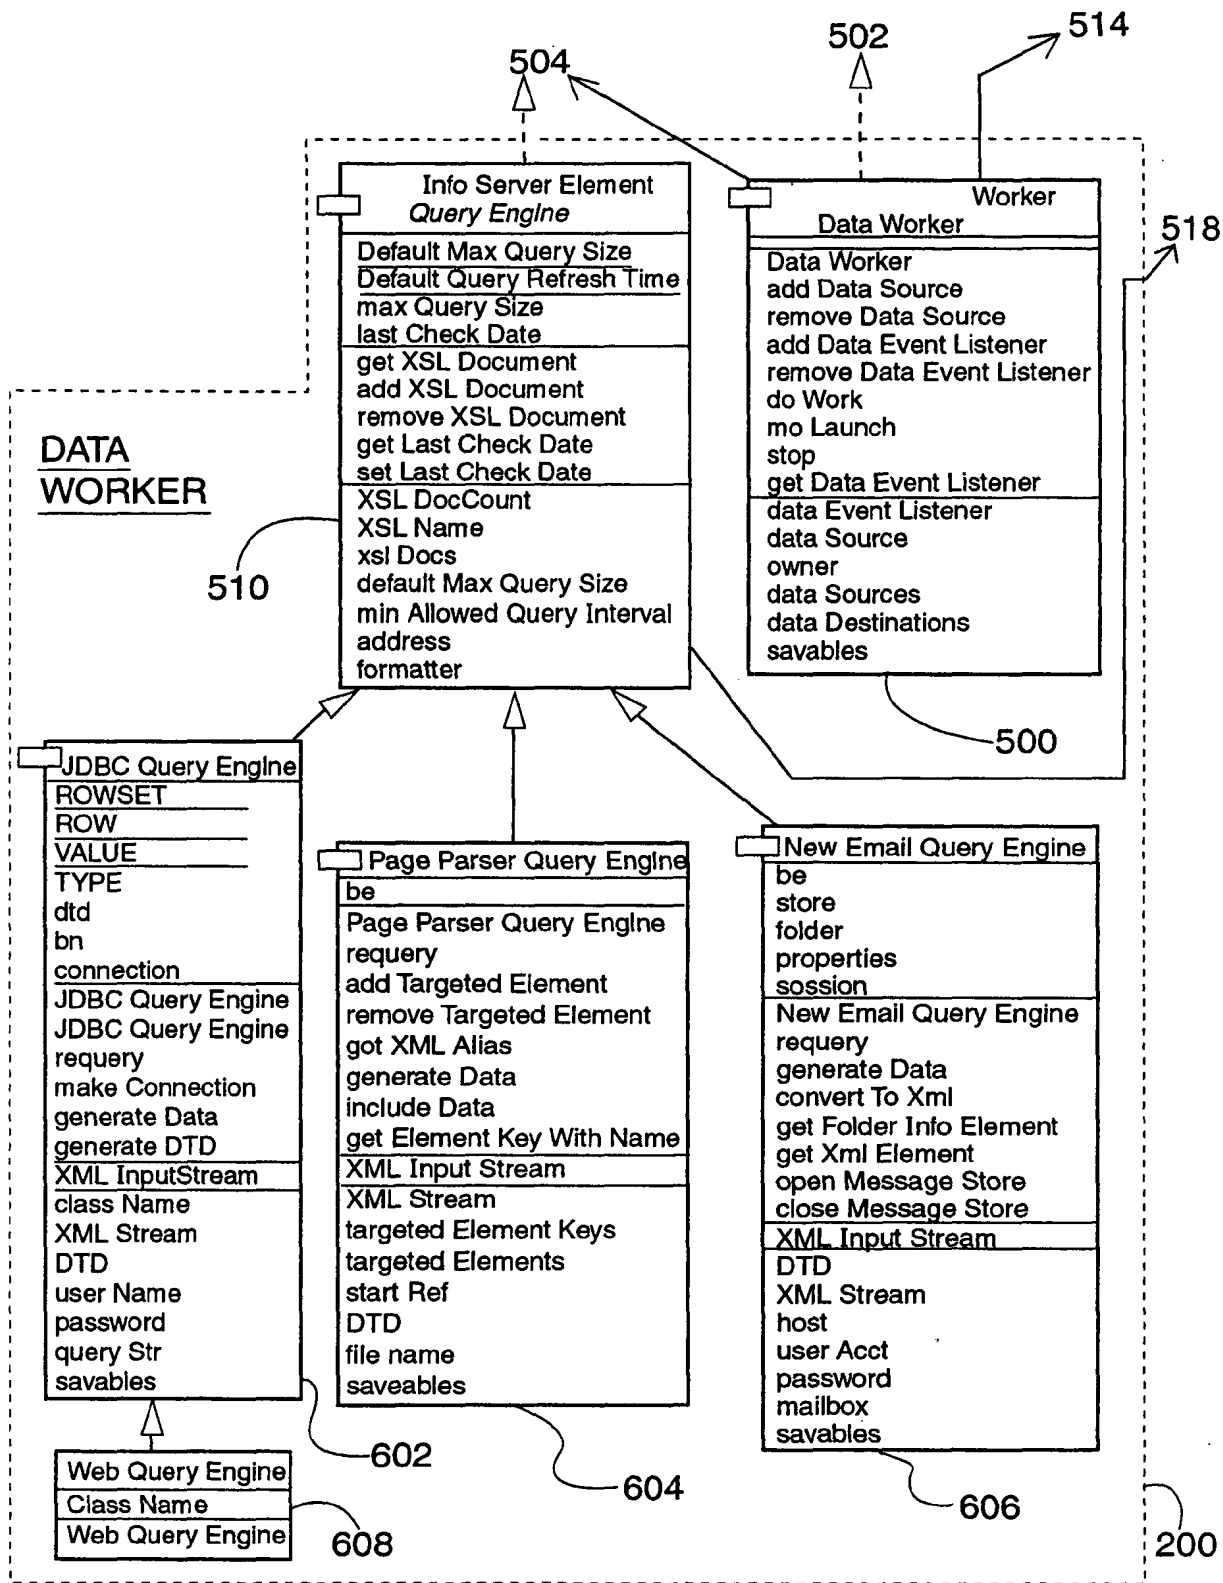 514
502
504
518
Info Server Element
Query Engine
Default Max Query Size
Default Query Refresh Time
max Query Size
last Check Date
get XSL Document
add XSL Document
remove XSL Document
get Last Check Date
set Last Check Date
XSL DocCount
XSL Name
xsl Docs
default Max Query Size
min Allowed Query Interval
address
formatter
Worker
Data Worker
Data Worker
add Data Source
remove Data Source
add Data Event Listener
remove Data Event Listener
do Work
mo Launch
stop
get Data Event Listener
data Event Listener
data Source
owner
data Sources
data Destinations
savables
DATA
WORKER
510
500
JDBC Query Engine
ROWSET
ROW
VALUE
TYPE
dtd
bn
connection
JDBC Query Engine
JDBC Query Engine
requery
make Connection
generate Data
generate DTD
XML InputStream
class Name
XML Stream
DTD
user Name
password
query Str
savables
Page Parser Query Engine
be
Page Parser Query Engine
requery
add Targeted Element
remove Targeted Element
got XML Alias
generate Data
include Data
get Element Key With Name
XML Input Stream
XML Stream
targeted Element Keys
targeted Elements
start Ref
DTD
file name
saveables
New Email Query Engine
be
store
folder
properties
sossion
New Email Query Engine
requery
generate Data
convert To Xml
get Folder Info Element
get Xml Element
open Message Store
close Message Store
XML Input Stream
DTD
XML Stream
host
user Acct
password
mailbox
savables
602
604
606
Web Query Engine
Class Name
Web Query Engine
608
200